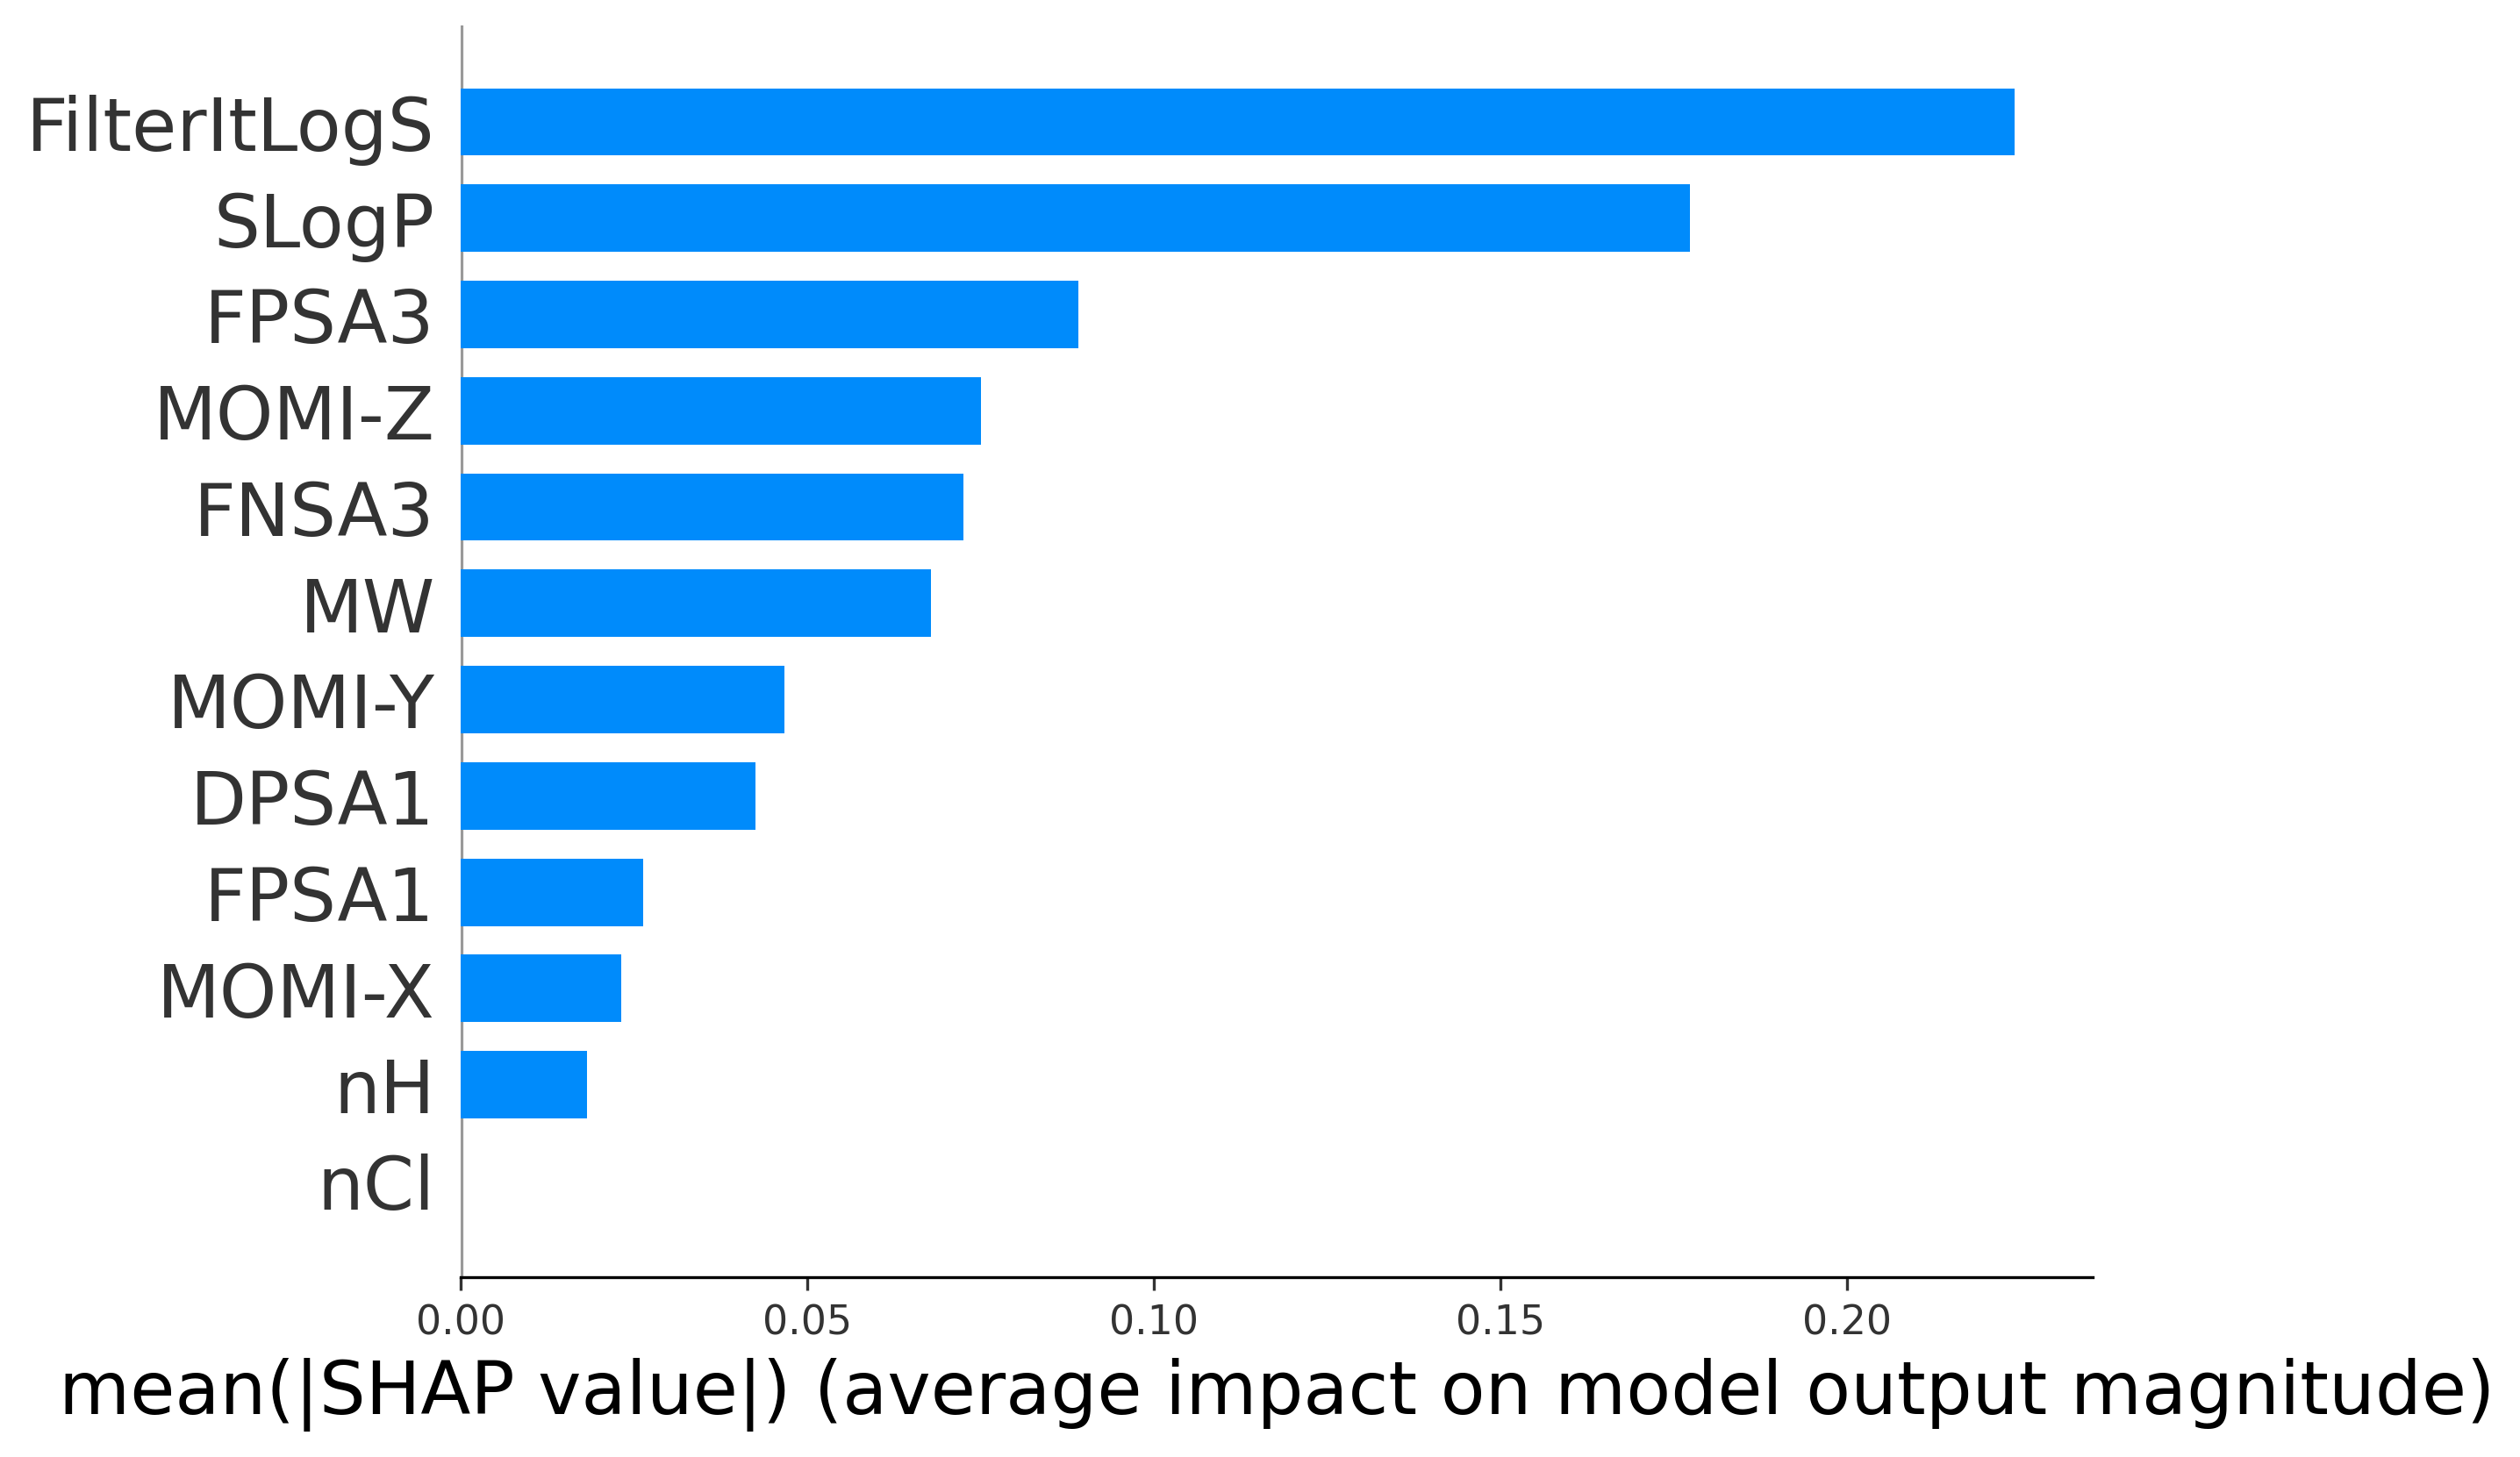 FilterItLogS
SLogP
FPSA3
MOMI-Z
FNSA3
MW
MOMI-Y
DPSA1
FPSA1
MOMI-X
nH
nCl
0.00 0.05 0.10 0.15 0.20
mean(|SHAP value|) (average impact on model output magnitude)